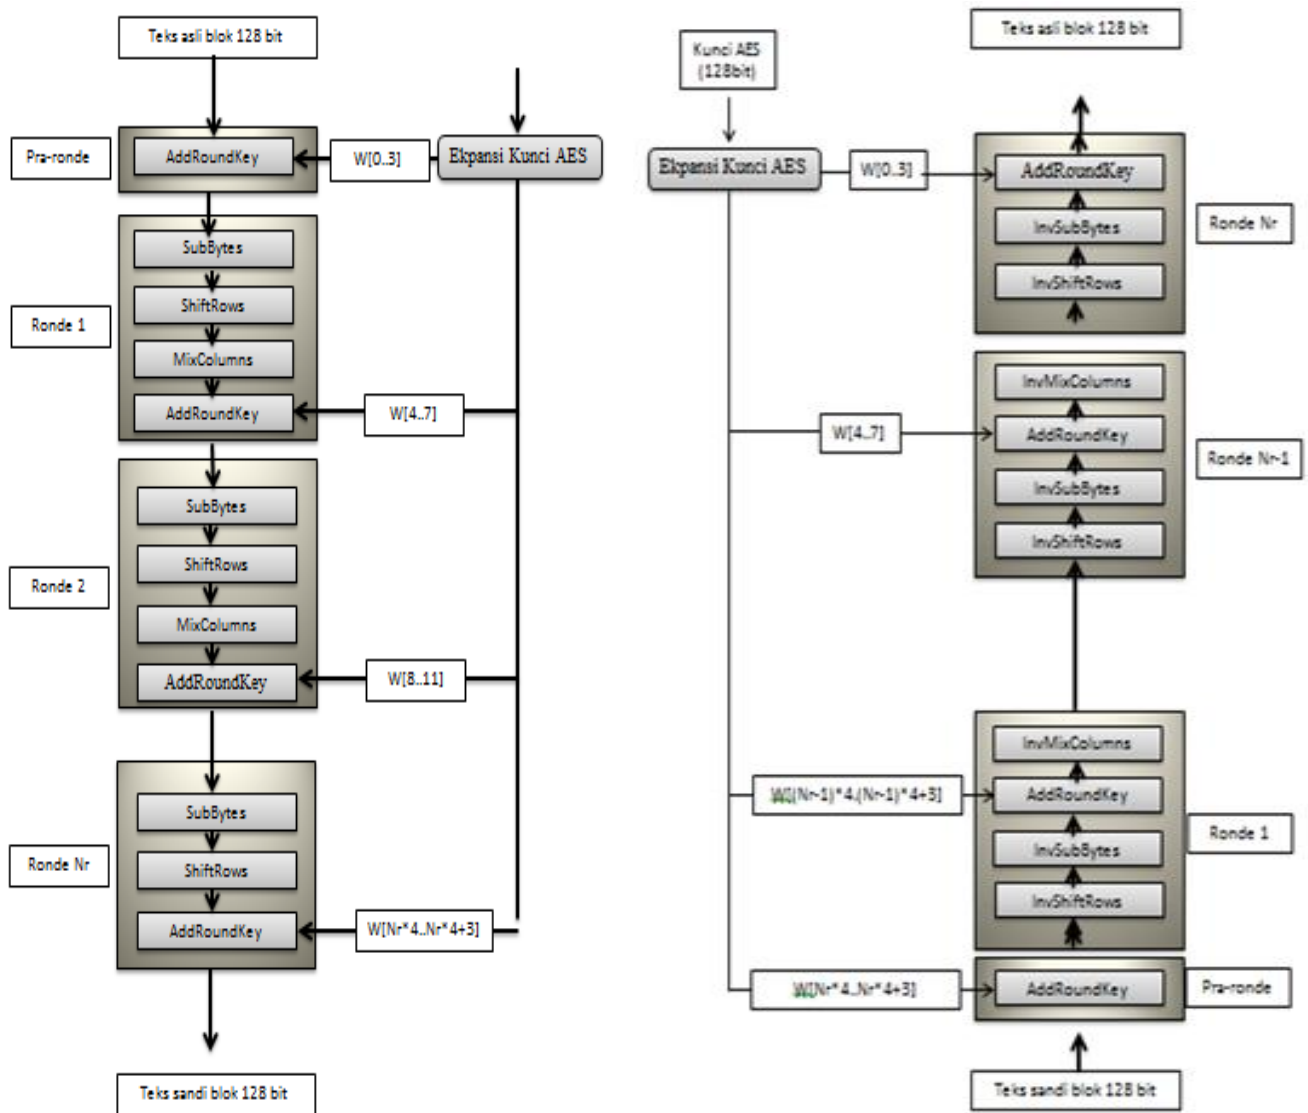 Teks asli blok 128 bit
Pra-ronde
AddRoundKey
W[0..3]
Ekpansi Kunci AES
SubBytes
ShiftRows
Ronde 1
MixColumns
AddRoundKey
W[4..7]
SubBytes
ShiftRows
Ronde 2
MixColumns
AddRoundKey
W[8..11]
SubBytes
ShiftRows
Ronde Nr
AddRoundKey
W[Nr*4..Nr*4+3]
Teks sandi blok 128 bit
Teks asli blok 128 bit
Kunci AES
(128bit)
Ekpansi Kunci AES
W[0..3]
AddRoundKey
InvSubBytes
InvShiftRows
Ronde Nr
InvMixColumns
W[4..7]
AddRoundKey
InvSubBytes
InvShiftRows
Ronde Nr-1
InvMixColumns
W[(Nr-1)*4.(Nr-1)*4+3]
AddRoundKey
InvSubBytes
InvShiftRows
Ronde 1
W[Nr*4..Nr*4+3]
AddRoundKey
Pra-ronde
Teks sandi blok 128 bit